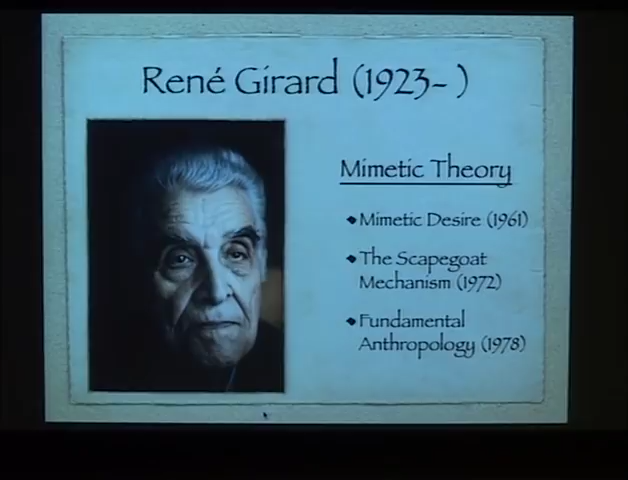 René Girard (1923- )
Mimetic Theory
Mimetic Desire (1961)
The Scapegoat
Mechanism (1972)
Fundamental
Anthropology (1978)